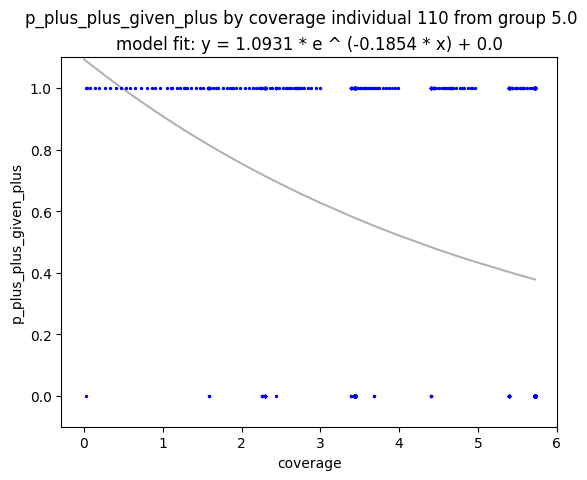 p_plus_plus_given_plus by coverage individual 110 from group 5.0
model fit: y = 1.0931 * e ^ (-0.1854 * x) + 0.0
p_plus_plus_given_plus
1.0
0.8
0.6
0.4
0.2
0.0
0 1 2 3 4 5 6
coverage